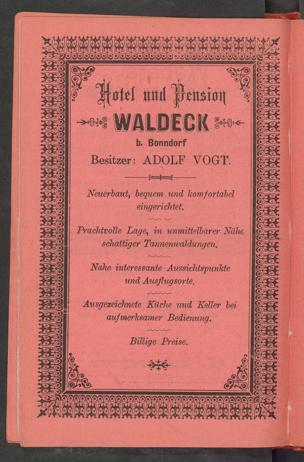 Hotel und Pension
WALDECK
b. Bonndorf
Besitzer: ADOLF VOGT.
Neuerbaut, bequem und komfortabel
eingerichtet.
Prachtvolle Lage, in unmittelbarer Nähe
schattiger Tannenwaldungen.
Nahe interessante Aussichtspunkte
und Ausflugsorte.
Ausgezeichnete Küche und Keller bei
aufmerksamer Bedienung.
Billige Preise.